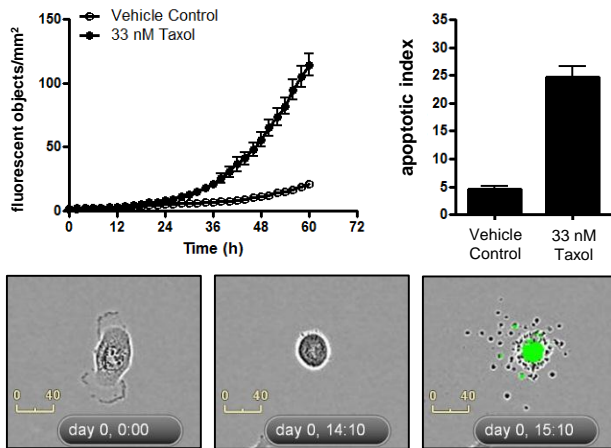 Vehicle Control
33 nM Taxol
fluorescent objects/mm²
150
100
50
0
0 12 24 36 48 60 72
Time (h)
apoptotic index
35
30
25
20
15
10
5
0
Vehicle Control
33 nM Taxol
0 40
day 0, 0:00
0 40
day 0, 14:10
0 40
day 0, 15:10